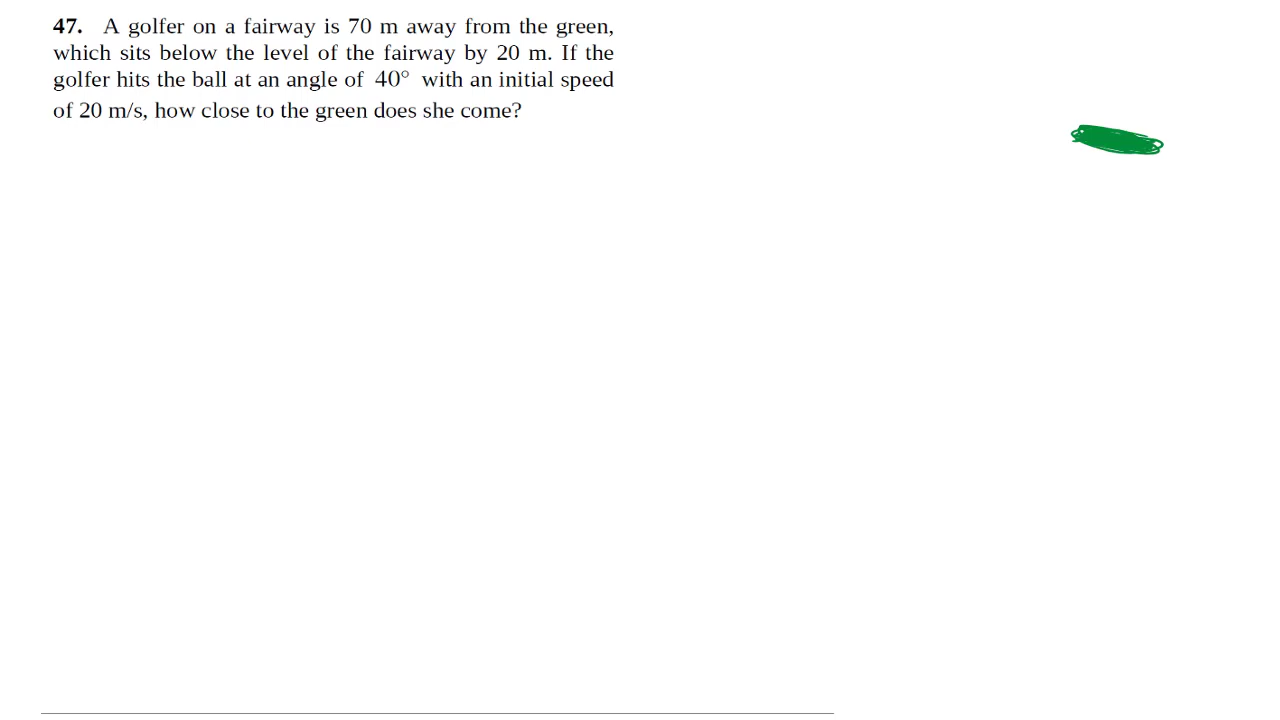 47. A golfer on a fairway is 70 m away from the green,
which sits below the level of the fairway by 20 m. If the
golfer hits the ball at an angle of 40° with an initial speed
of 20 m/s, how close to the green does she come?